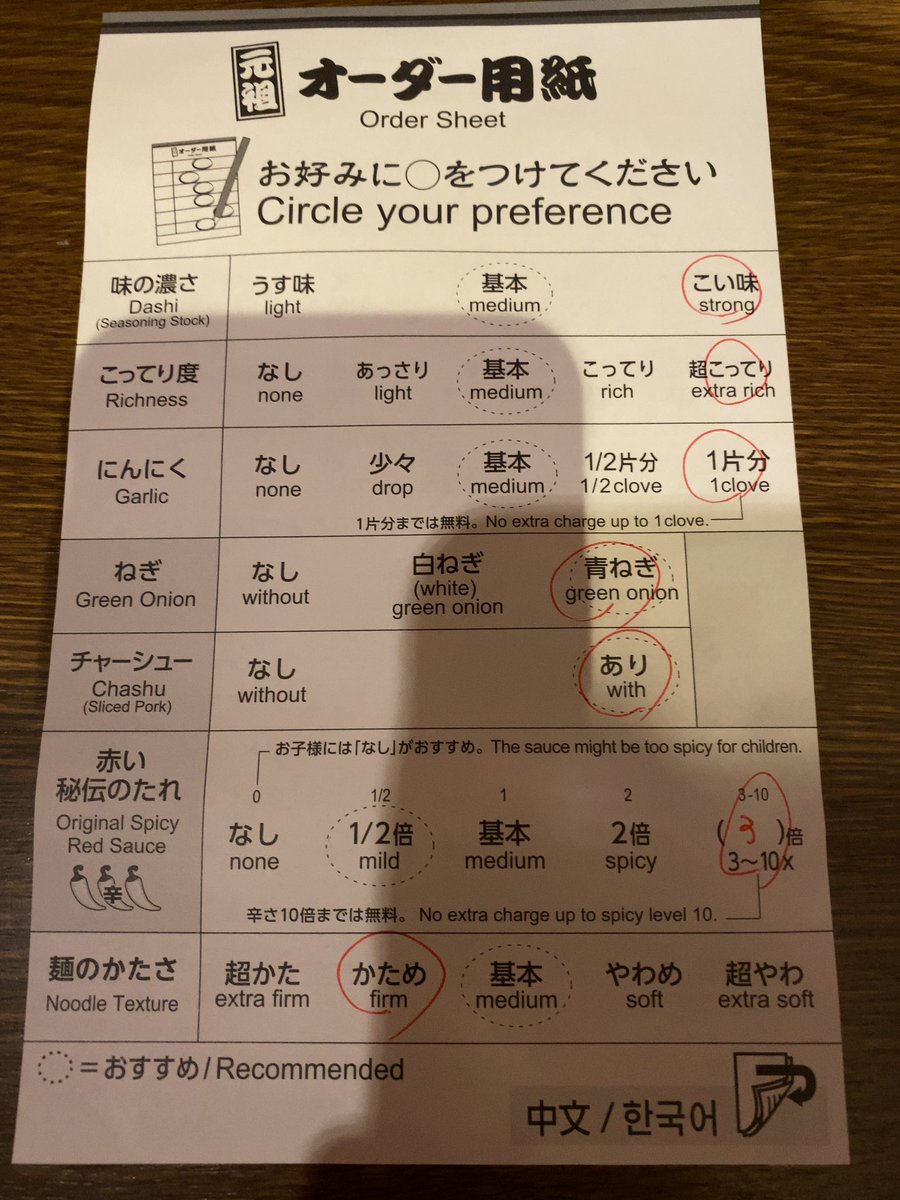 元祖 オーダー用紙
Order Sheet
オーダー用紙
お好みに○をつけてください
Circle your preference
味の濃さ うす味 基本 こい味
Dashi light medium strong
(Seasoning Stock)
こってり度 なし あっさり 基本 こってり 超こってり
Richness none light medium rich extra rich
にんにく なし 少々 基本 1/2片分 1片分
Garlic none drop medium 1/2clove 1clove
1片分までは無料。No extra charge up to 1clove.
ねぎ なし 白ねぎ 青ねぎ
Green Onion without (white) green onion
green onion
チャーシュー なし あり
Chashu without with
(Sliced Pork)
お子様には「なし」がおすすめ。The sauce might be too spicy for children.
赤い 0 1/2 1 2 3-10
秘伝のたれ なし 1/2倍 基本 2倍 ( 3 )倍
Original Spicy none mild medium spicy 3〜10x
Red Sauce
辛
辛さ10倍までは無料。No extra charge up to spicy level 10.
麺のかたさ 超かた かため 基本 やわめ 超やわ
Noodle Texture extra firm firm medium soft extra soft
=おすすめ/Recommended
中文/한국어